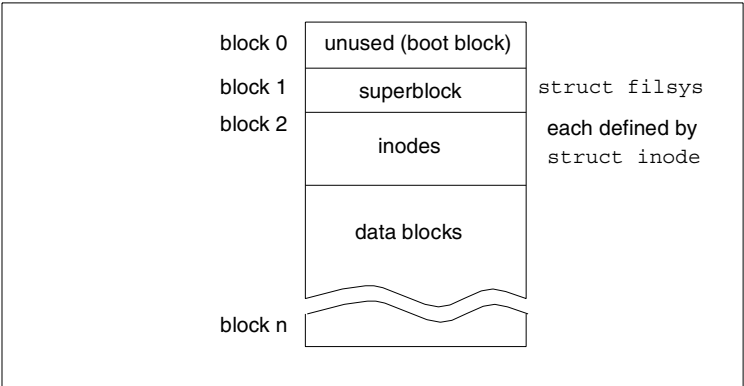 block 0
unused (boot block)
block 1
superblock
struct filsys
block 2
inodes
each defined by
struct inode
data blocks
block n